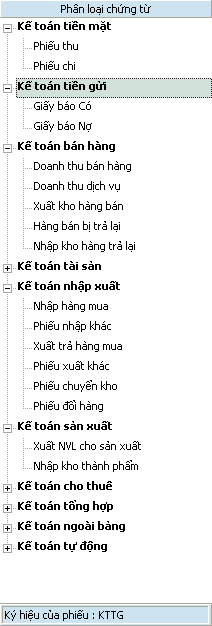 Phân loại chứng từ
Kế toán tiền mặt
Phiếu thu
Phiếu chi
Kế toán tiền gửi
Giấy báo Có
Giấy báo Nợ
Kế toán bán hàng
Doanh thu bán hàng
Doanh thu dịch vụ
Xuất kho hàng bán
Hàng bán bị trả lại
Nhập kho hàng trả lại
Kế toán tài sản
Kế toán nhập xuất
Nhập hàng mua
Phiếu nhập khác
Xuất trả hàng mua
Phiếu xuất khác
Phiếu chuyển kho
Phiếu đổi hàng
Kế toán sản xuất
Xuất NVL cho sản xuất
Nhập kho thành phẩm
Kế toán cho thuê
Kế toán tổng hợp
Kế toán ngoài bảng
Kế toán tự động
Ký hiệu của phiếu : KTTG